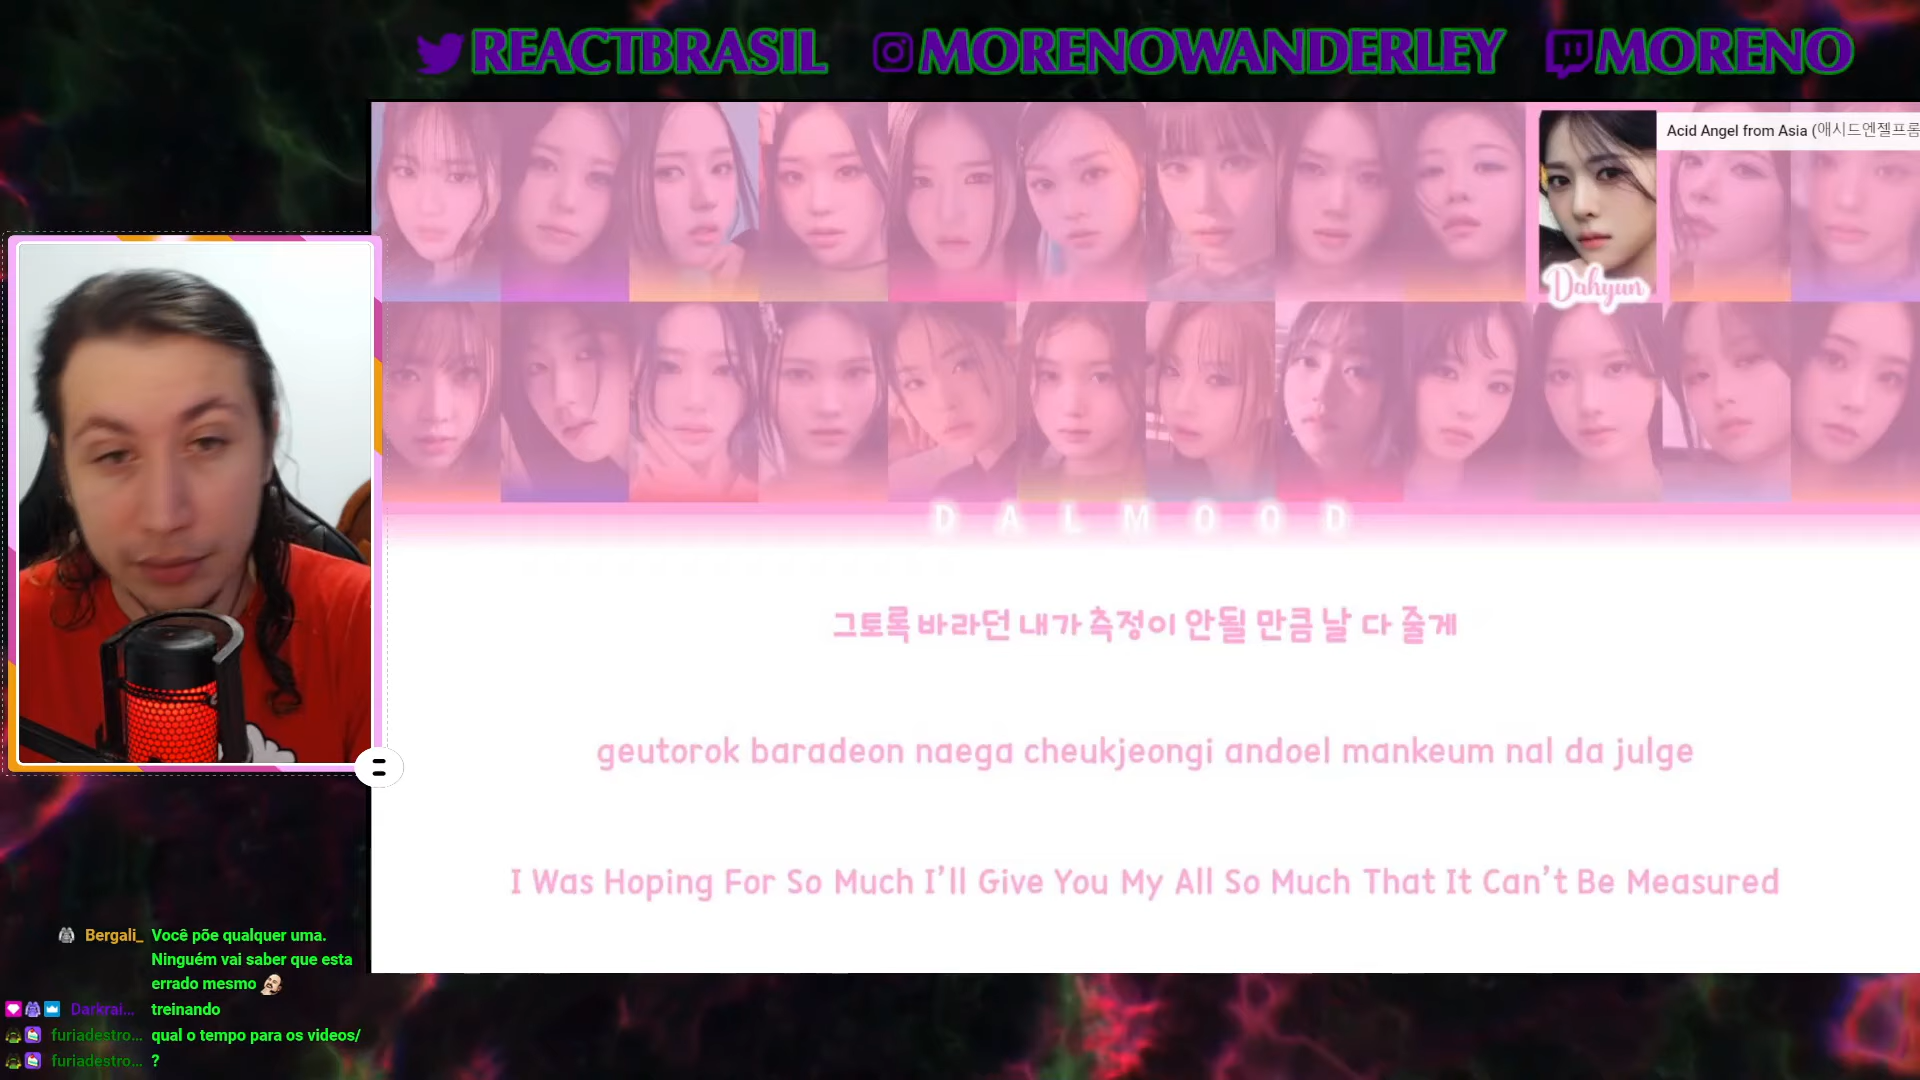 REACTBRASIL MORENOWANDERLEY MORENO
Acid Angel from Asia (애시드엔젤프롬
Dahyun
DALMOOD
그토록 바라던 내가 측정이 안될 만큼 날 다 줄게
geutorok baradeon naega cheukjeongi andoel mankeum nal da julge
I Was Hoping For So Much I'll Give You My All So Much That It Can't Be Measured
Bergali_ Você põe qualquer uma.
Ninguém vai saber que esta
errado mesmo
Darkrai... treinando
furiadestro... qual o tempo para os videos/
furiadestro... ?